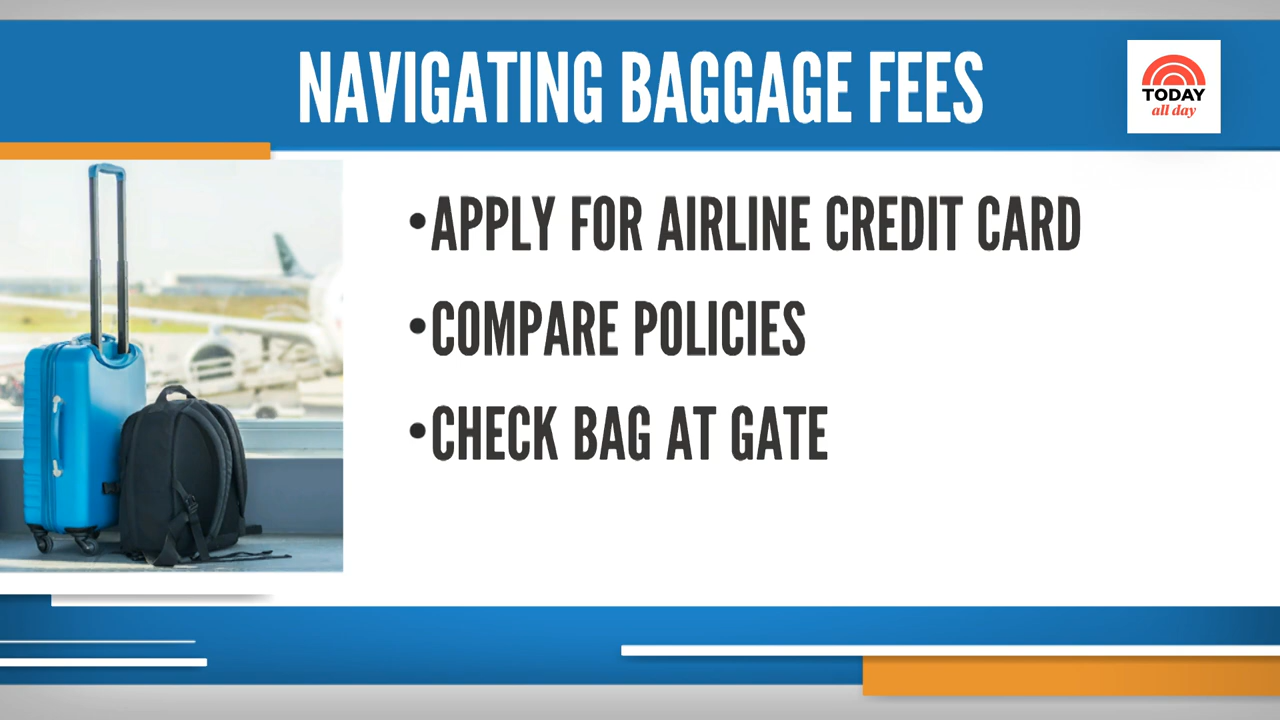 NAVIGATING BAGGAGE FEES
TODAY
all day
•APPLY FOR AIRLINE CREDIT CARD
•COMPARE POLICIES
•CHECK BAG AT GATE